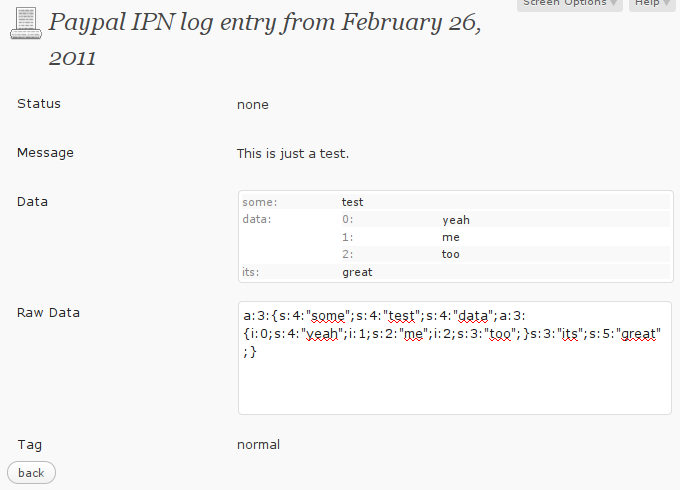 Screen Options Help
Paypal IPN log entry from February 26,
2011
Status none
Message This is just a test.
Data some: test
data: 0: yeah
1: me
2: too
its: great
Raw Data a:3:{s:4:"some";s:4:"test";s:4:"data";a:3:
{i:0;s:4:"yeah";i:1;s:2:"me";i:2;s:3:"too";}s:3:"its";s:5:"great"
;}
Tag normal
back